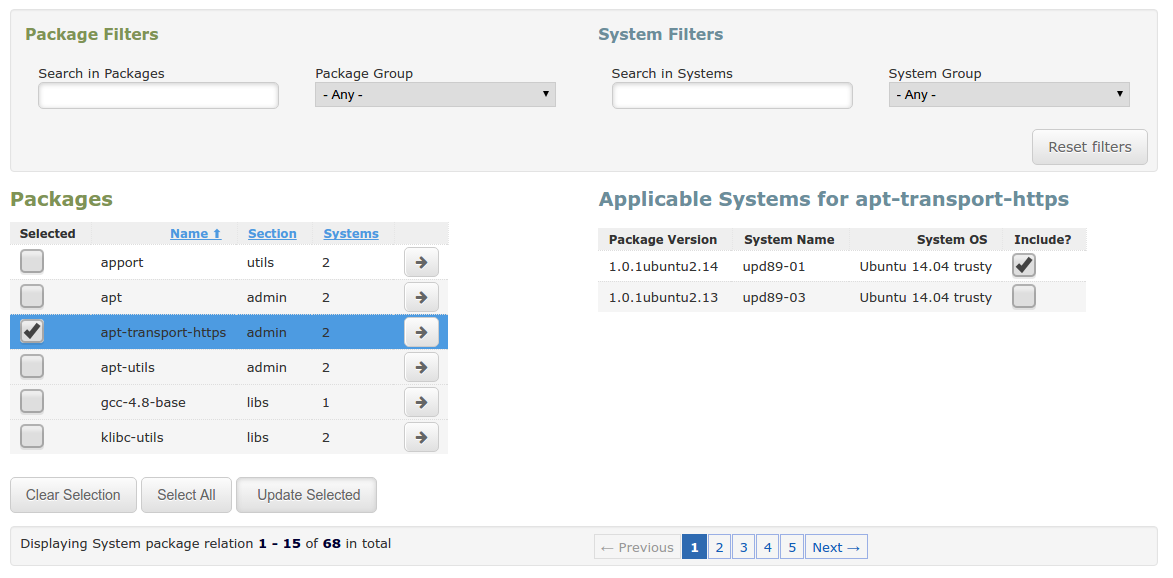 Package Filters
System Filters
Search in Packages
Package Group
Search in Systems
System Group
- Any -
- Any -
Reset filters
Packages
Applicable Systems for apt-transport-https
Selected Name ⬆ Section Systems
apport utils 2
apt admin 2
apt-transport-https admin 2
apt-utils admin 2
gcc-4.8-base libs 1
klibc-utils libs 2
Package Version System Name System OS Include?
1.0.1ubuntu2.14 upd89-01 Ubuntu 14.04 trusty
1.0.1ubuntu2.13 upd89-03 Ubuntu 14.04 trusty
Clear Selection Select All Update Selected
Displaying System package relation 1 - 15 of 68 in total
← Previous 1 2 3 4 5 Next →